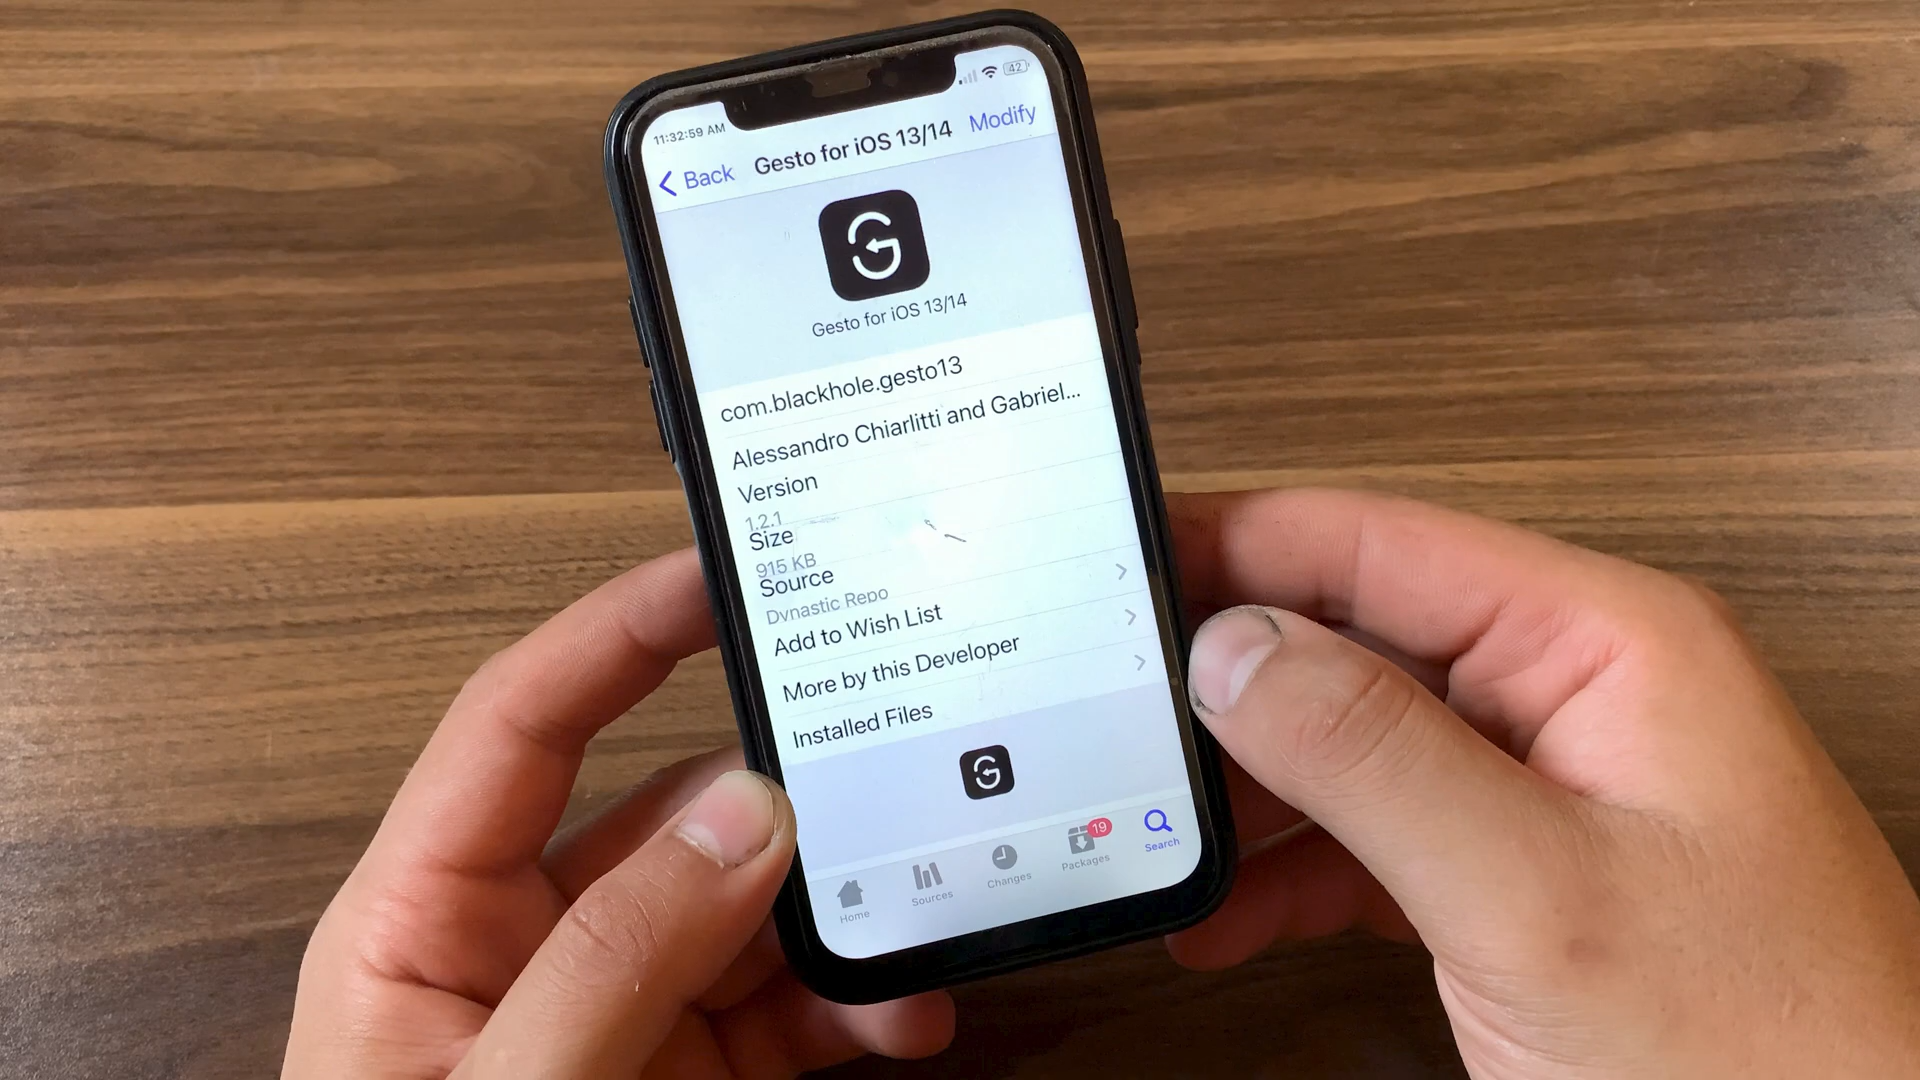 11:32:59 AM
42
Back
Gesto for iOS 13/14
Modify
Gesto for iOS 13/14
com.blackhole.gesto13
Alessandro Chiarlitti and Gabriel...
Version
1.2.1
Size
915 KB
Source
Dynastic Repo
Add to Wish List
More by this Developer
Installed Files
Home
Sources
Changes
19
Packages
Search